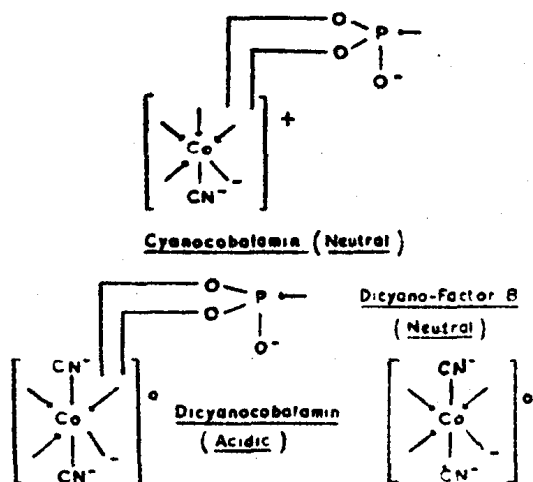 O
P
O
O⁻
+
Co
CN⁻
-
Cyanocobalamin (Neutral)
O
P
O
O⁻
CN⁻
o
Co
-
CN⁻
Dicyanocobalamin
(Acidic)
Dicyano-Factor B
(Neutral)
CN⁻
o
Co
-
CN⁻